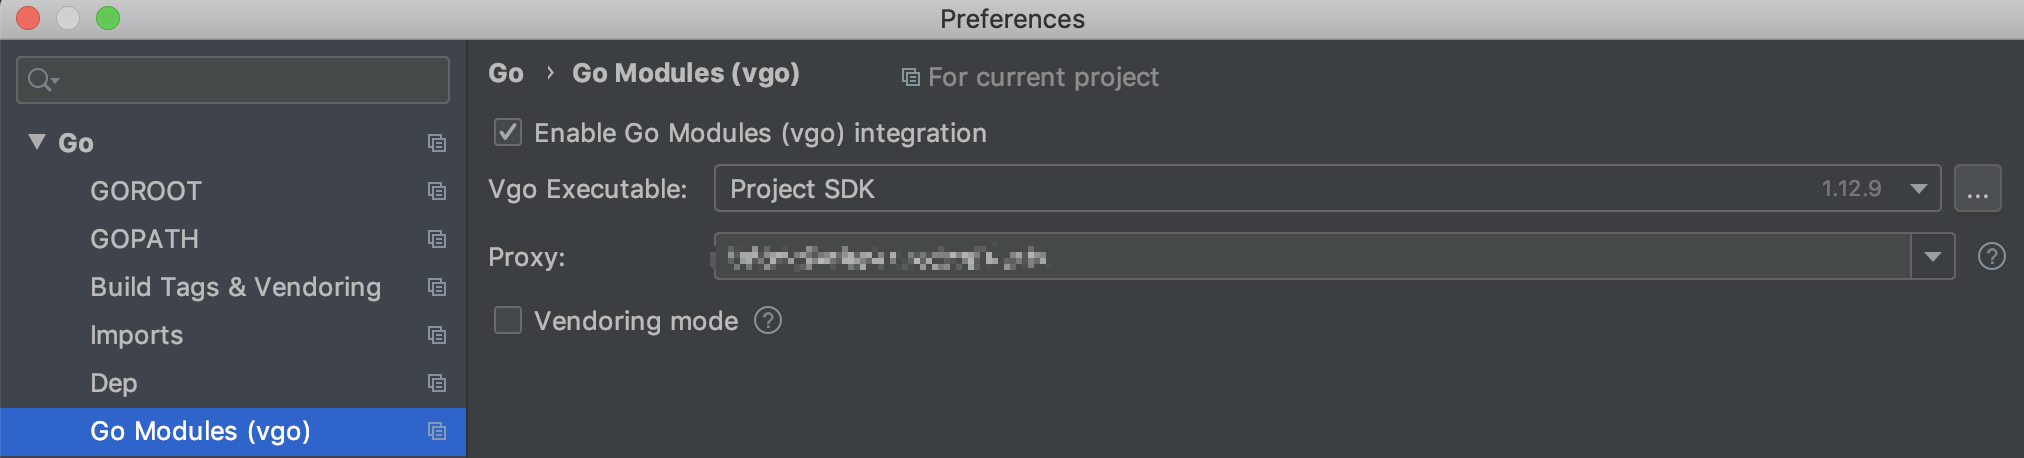 Preferences
Go
GOROOT
GOPATH
Build Tags & Vendoring
Imports
Dep
Go Modules (vgo)
Go › Go Modules (vgo) For current project
Enable Go Modules (vgo) integration
Vgo Executable: Project SDK 1.12.9 ...
Proxy: ?
Vendoring mode ?